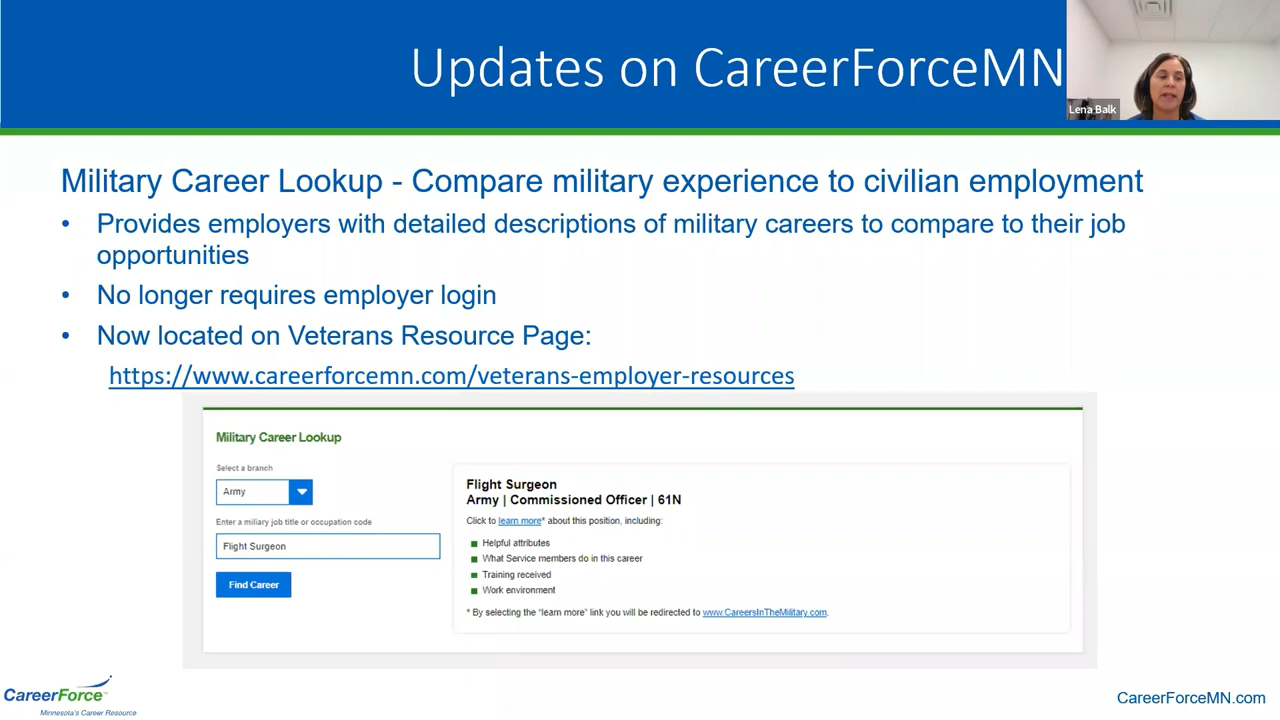 Updates on CareerForceMN
Lena Balk
Military Career Lookup - Compare military experience to civilian employment
• Provides employers with detailed descriptions of military careers to compare to their job
opportunities
• No longer requires employer login
• Now located on Veterans Resource Page:
https://www.careerforcemn.com/veterans-employer-resources
Military Career Lookup
Select a branch
Army
Enter a miliary job title or occupation code
Flight Surgeon
Find Career
Flight Surgeon
Army | Commissioned Officer | 61N
Click to learn more* about this position, including:
Helpful attributes
What Service members do in this career
Training received
Work environment
* By selecting the "learn more" link you will be redirected to www.CareersInTheMilitary.com.
CareerForce™
Minnesota's Career Resource
CareerForceMN.com